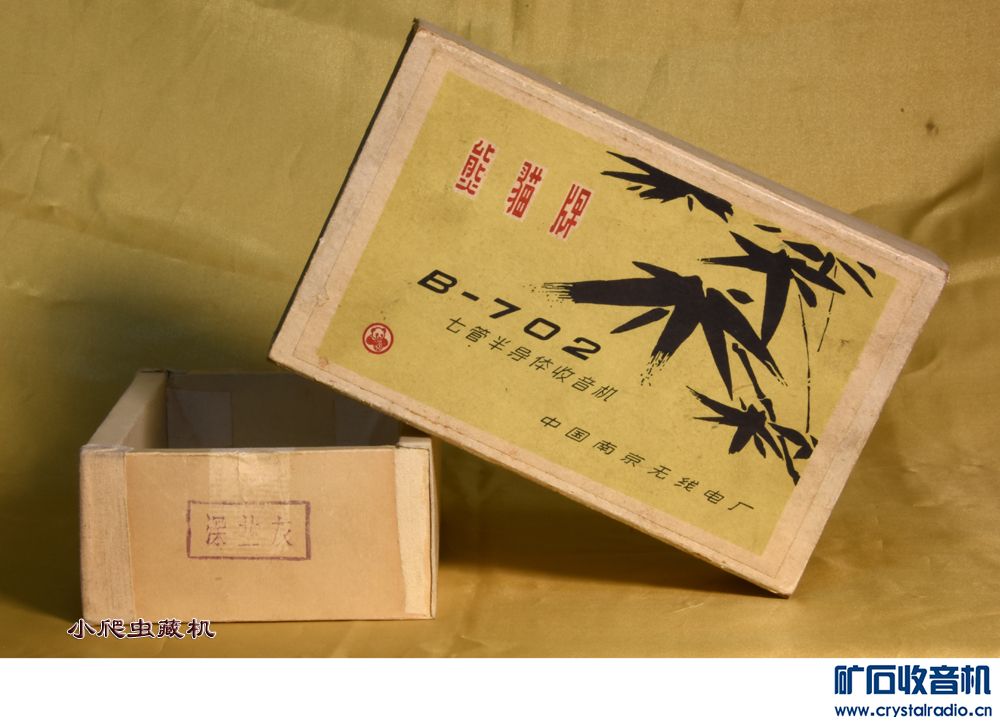 熊貓牌
B-702
七管半导体收音机
中国南京无线电厂
深蓝灰
小爬虫藏机
矿石收音机
www.crystalradio.cn